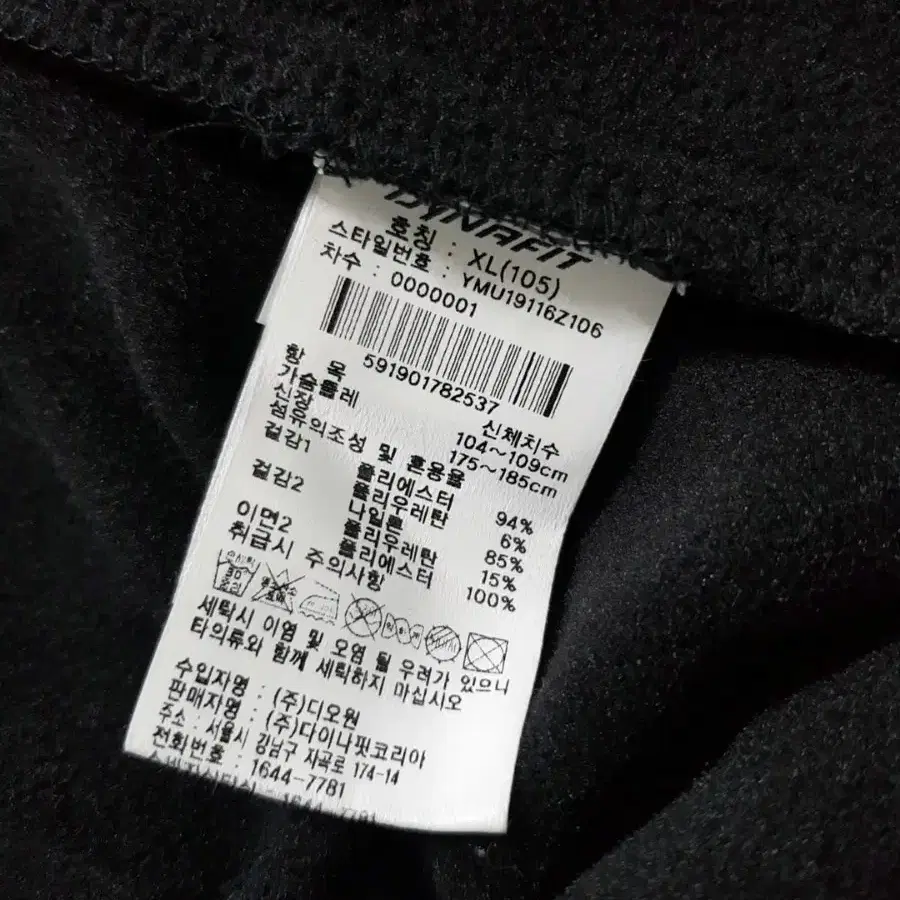 DYNAFIT
호칭 : XL(105)
스타일번호 : YMU19116Z106
차수 : 0000001
591901782537
항 목 신체치수
가슴둘레 104~109cm
신장 175~185cm
섬유의조성 및 혼용율
겉감1 폴리에스터 94%
폴리우레탄 6%
겉감2 나일론 85%
폴리우레탄 15%
이면2 폴리에스터 100%
취급시 주의사항
세탁시 이염 및 오염 될 우려가 있으니
타의류와 함께 세탁하지 마십시오
수입자명 : (주)디오원
판매자명 : (주)다이나핏코리아
주소 : 서울시 강남구 자곡로 174-14
전화번호 : 1644-7781
: 1644-7781